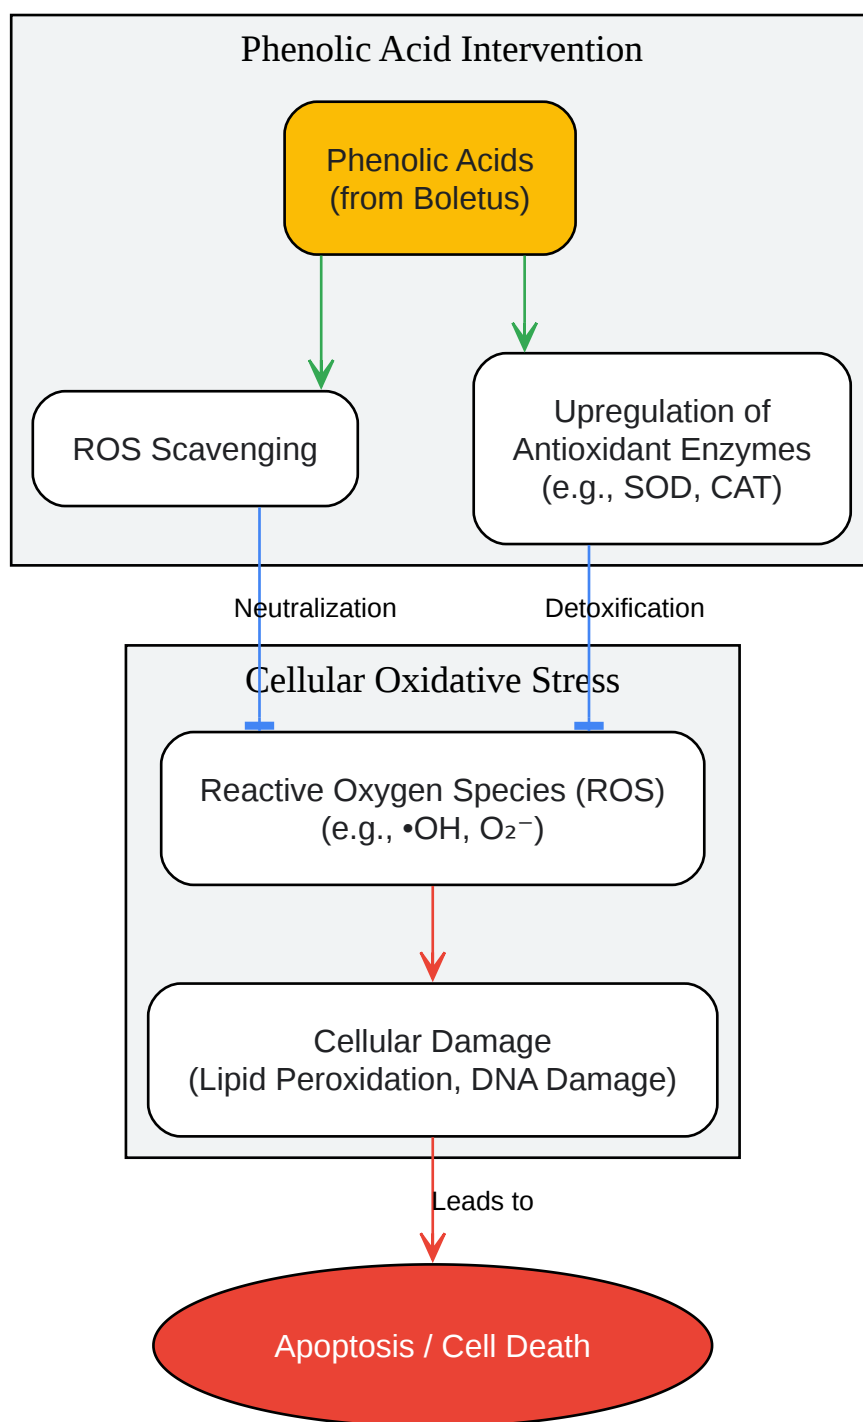 Phenolic Acid Intervention
Phenolic Acids
(from Boletus)
ROS Scavenging
Upregulation of
Antioxidant Enzymes
(e.g., SOD, CAT)
Neutralization
Detoxification
Cellular Oxidative Stress
Reactive Oxygen Species (ROS)
(e.g., •OH, O₂⁻)
Cellular Damage
(Lipid Peroxidation, DNA Damage)
Leads to
Apoptosis / Cell Death